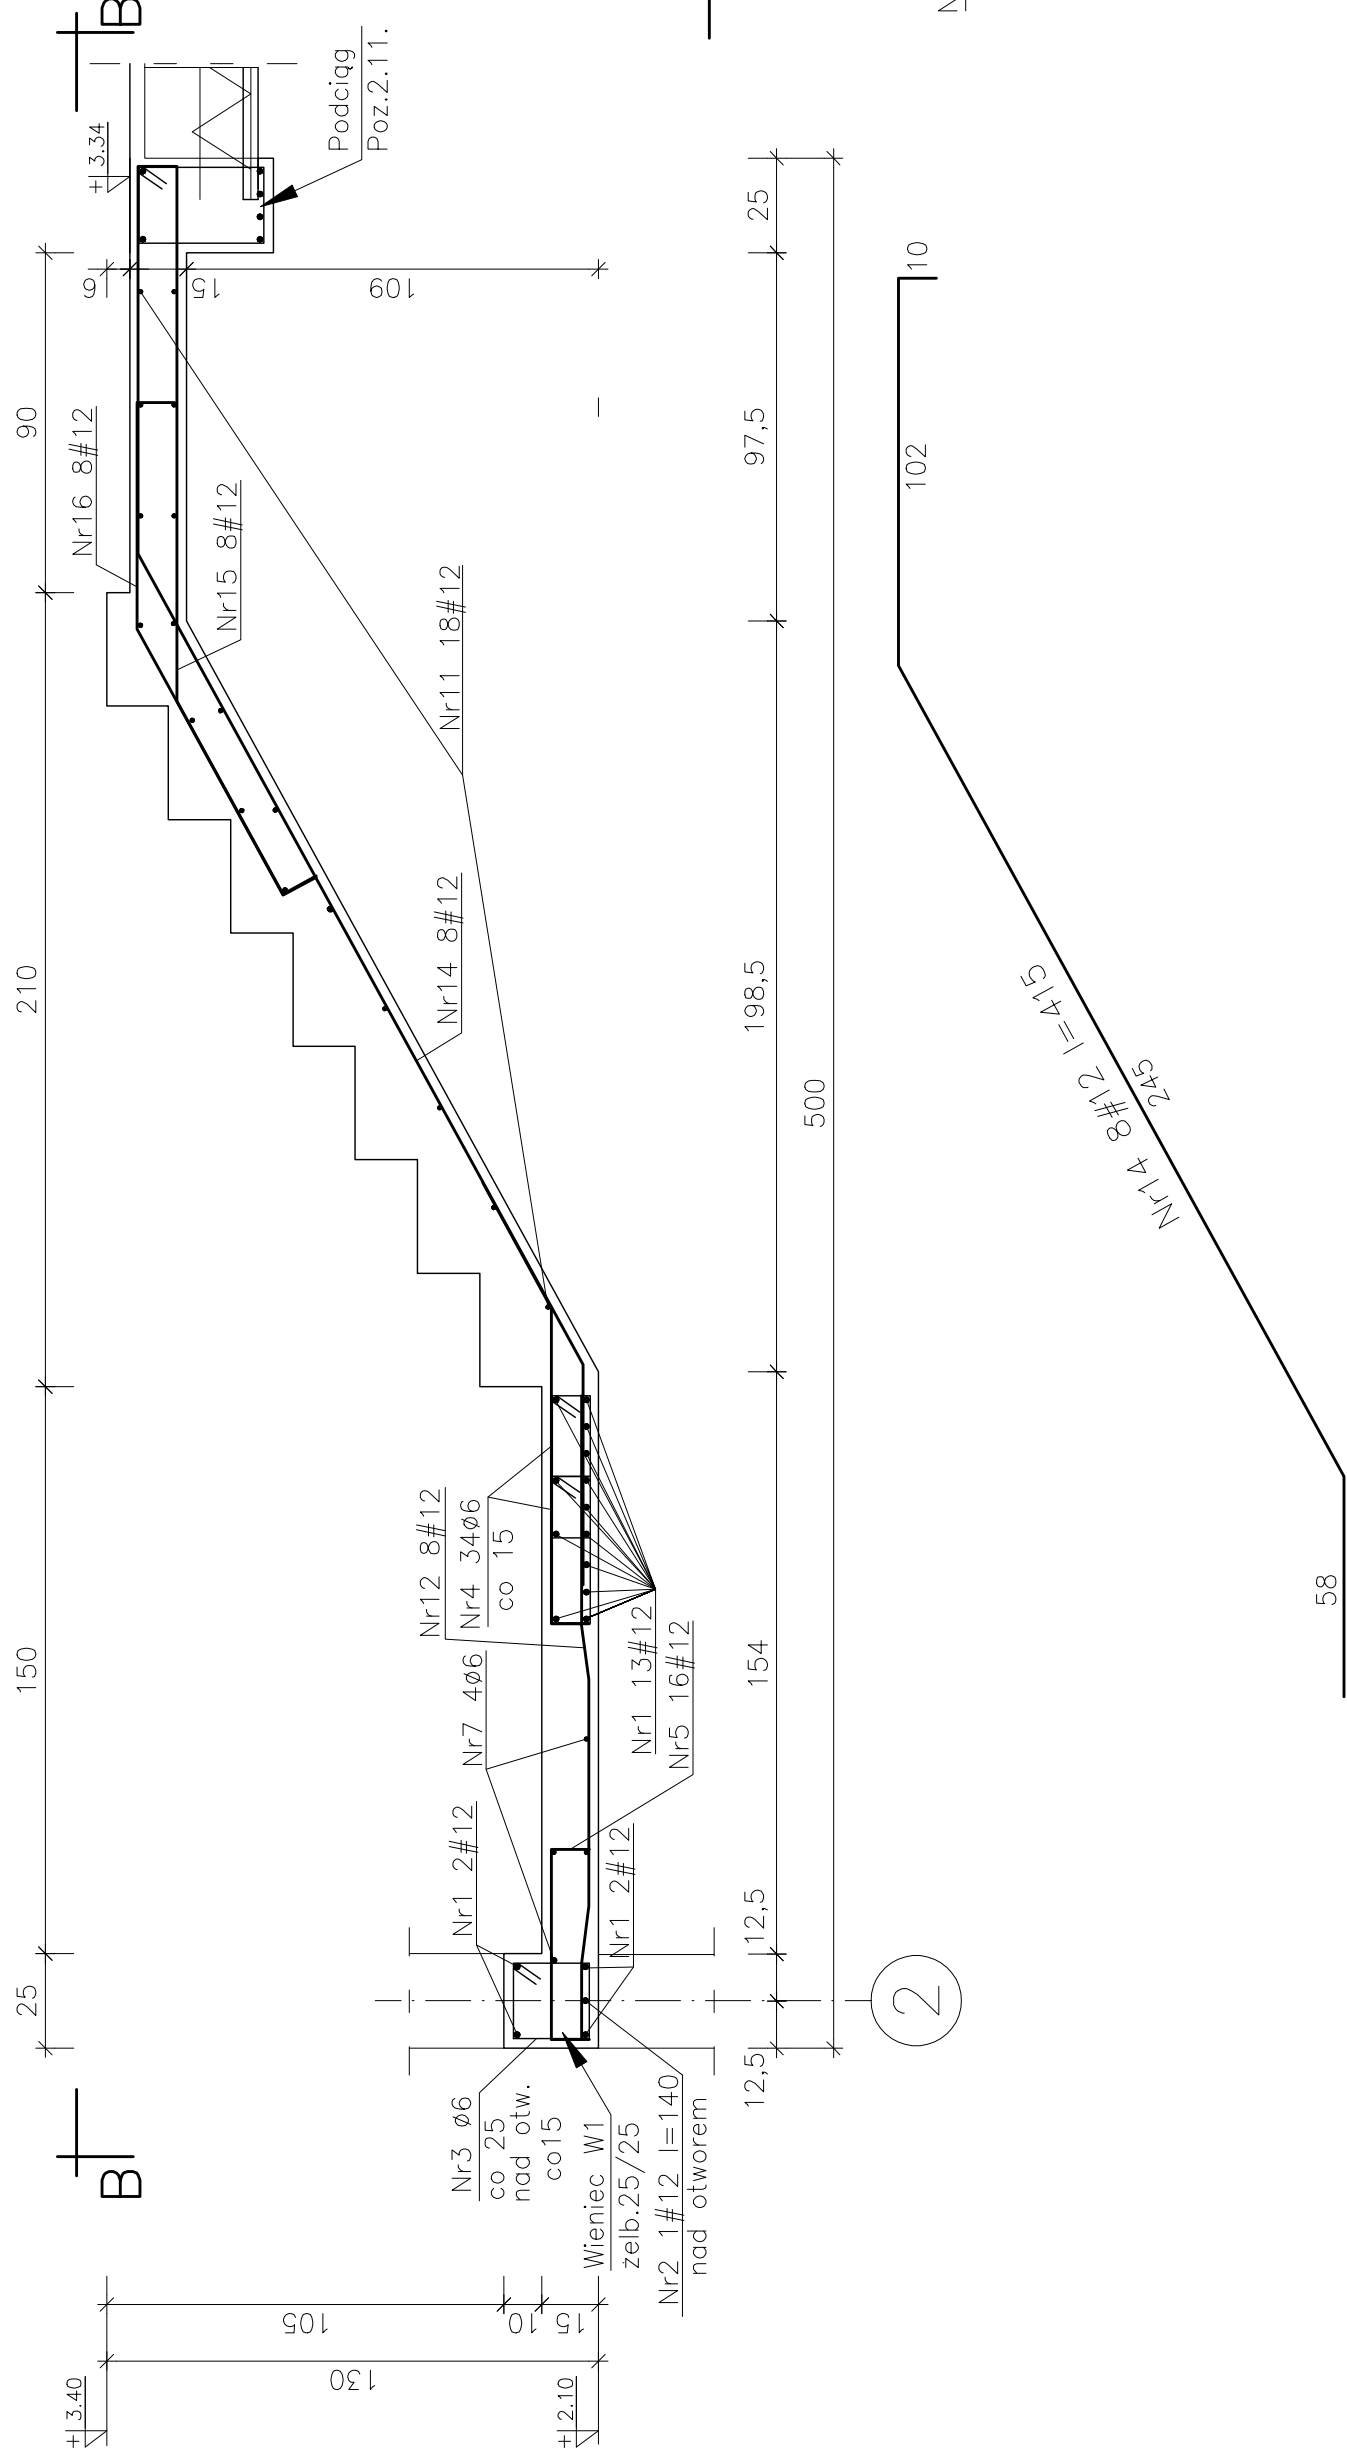 B
B
+3.34
Podciąg
Poz.2.11.
90
210
150
25
6
15
109
Nr16 8#12
Nr15 8#12
Nr11 18#12
Nr14 8#12
Nr12 8#12
Nr4 34ø6
co 15
Nr7 4ø6
Nr1 2#12
Nr1 13#12
Nr5 16#12
Nr1 2#12
Nr3 ø6
co 25
nad otw.
co15
Wieniec W1
żelb.25/25
Nr2 1#12 l=140
nad otworem
105
10
15
130
+3.40
+2.10
25
97,5
198,5
154
12,5
12,5
500
2
10
102
Nr14 8#12 l=415
245
58